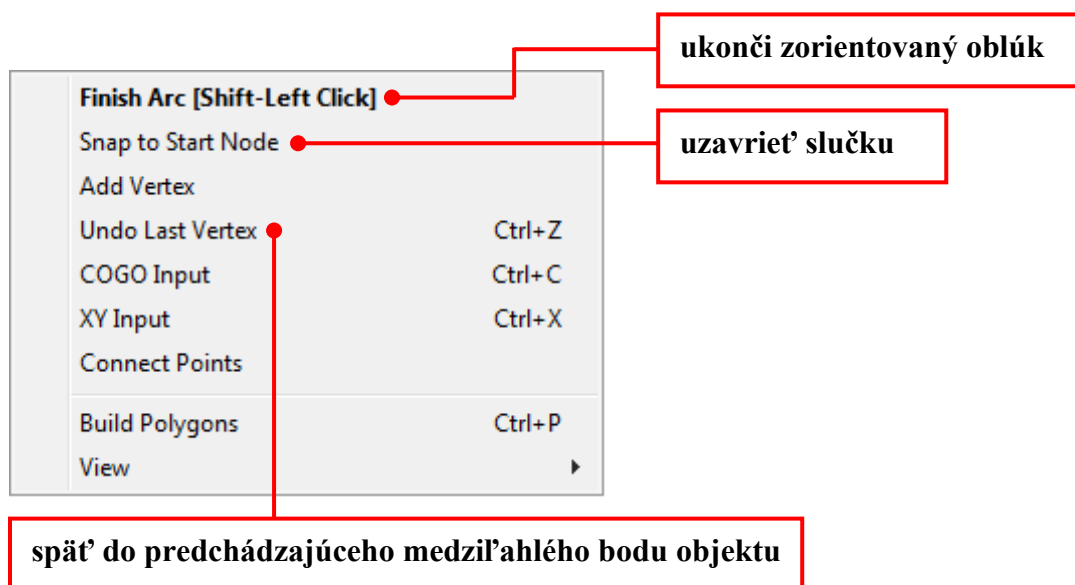 ukonči zorientovaný oblúk
Finish Arc [Shift-Left Click]
Snap to Start Node
uzavrieť slučku
Add Vertex
Undo Last Vertex Ctrl+Z
COGO Input Ctrl+C
XY Input Ctrl+X
Connect Points
Build Polygons Ctrl+P
View
späť do predchádzajúceho medziľahlého bodu objektu